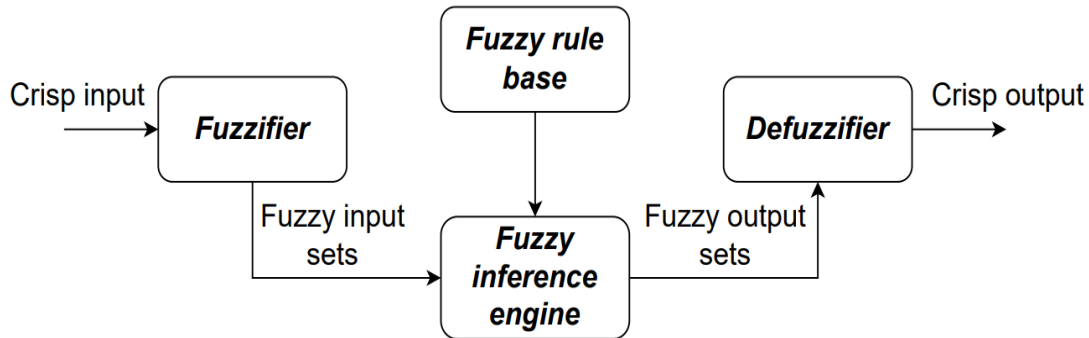 Crisp input
Fuzzifier
Fuzzy input
sets
Fuzzy rule
base
Fuzzy
inference
engine
Fuzzy output
sets
Defuzzifier
Crisp output